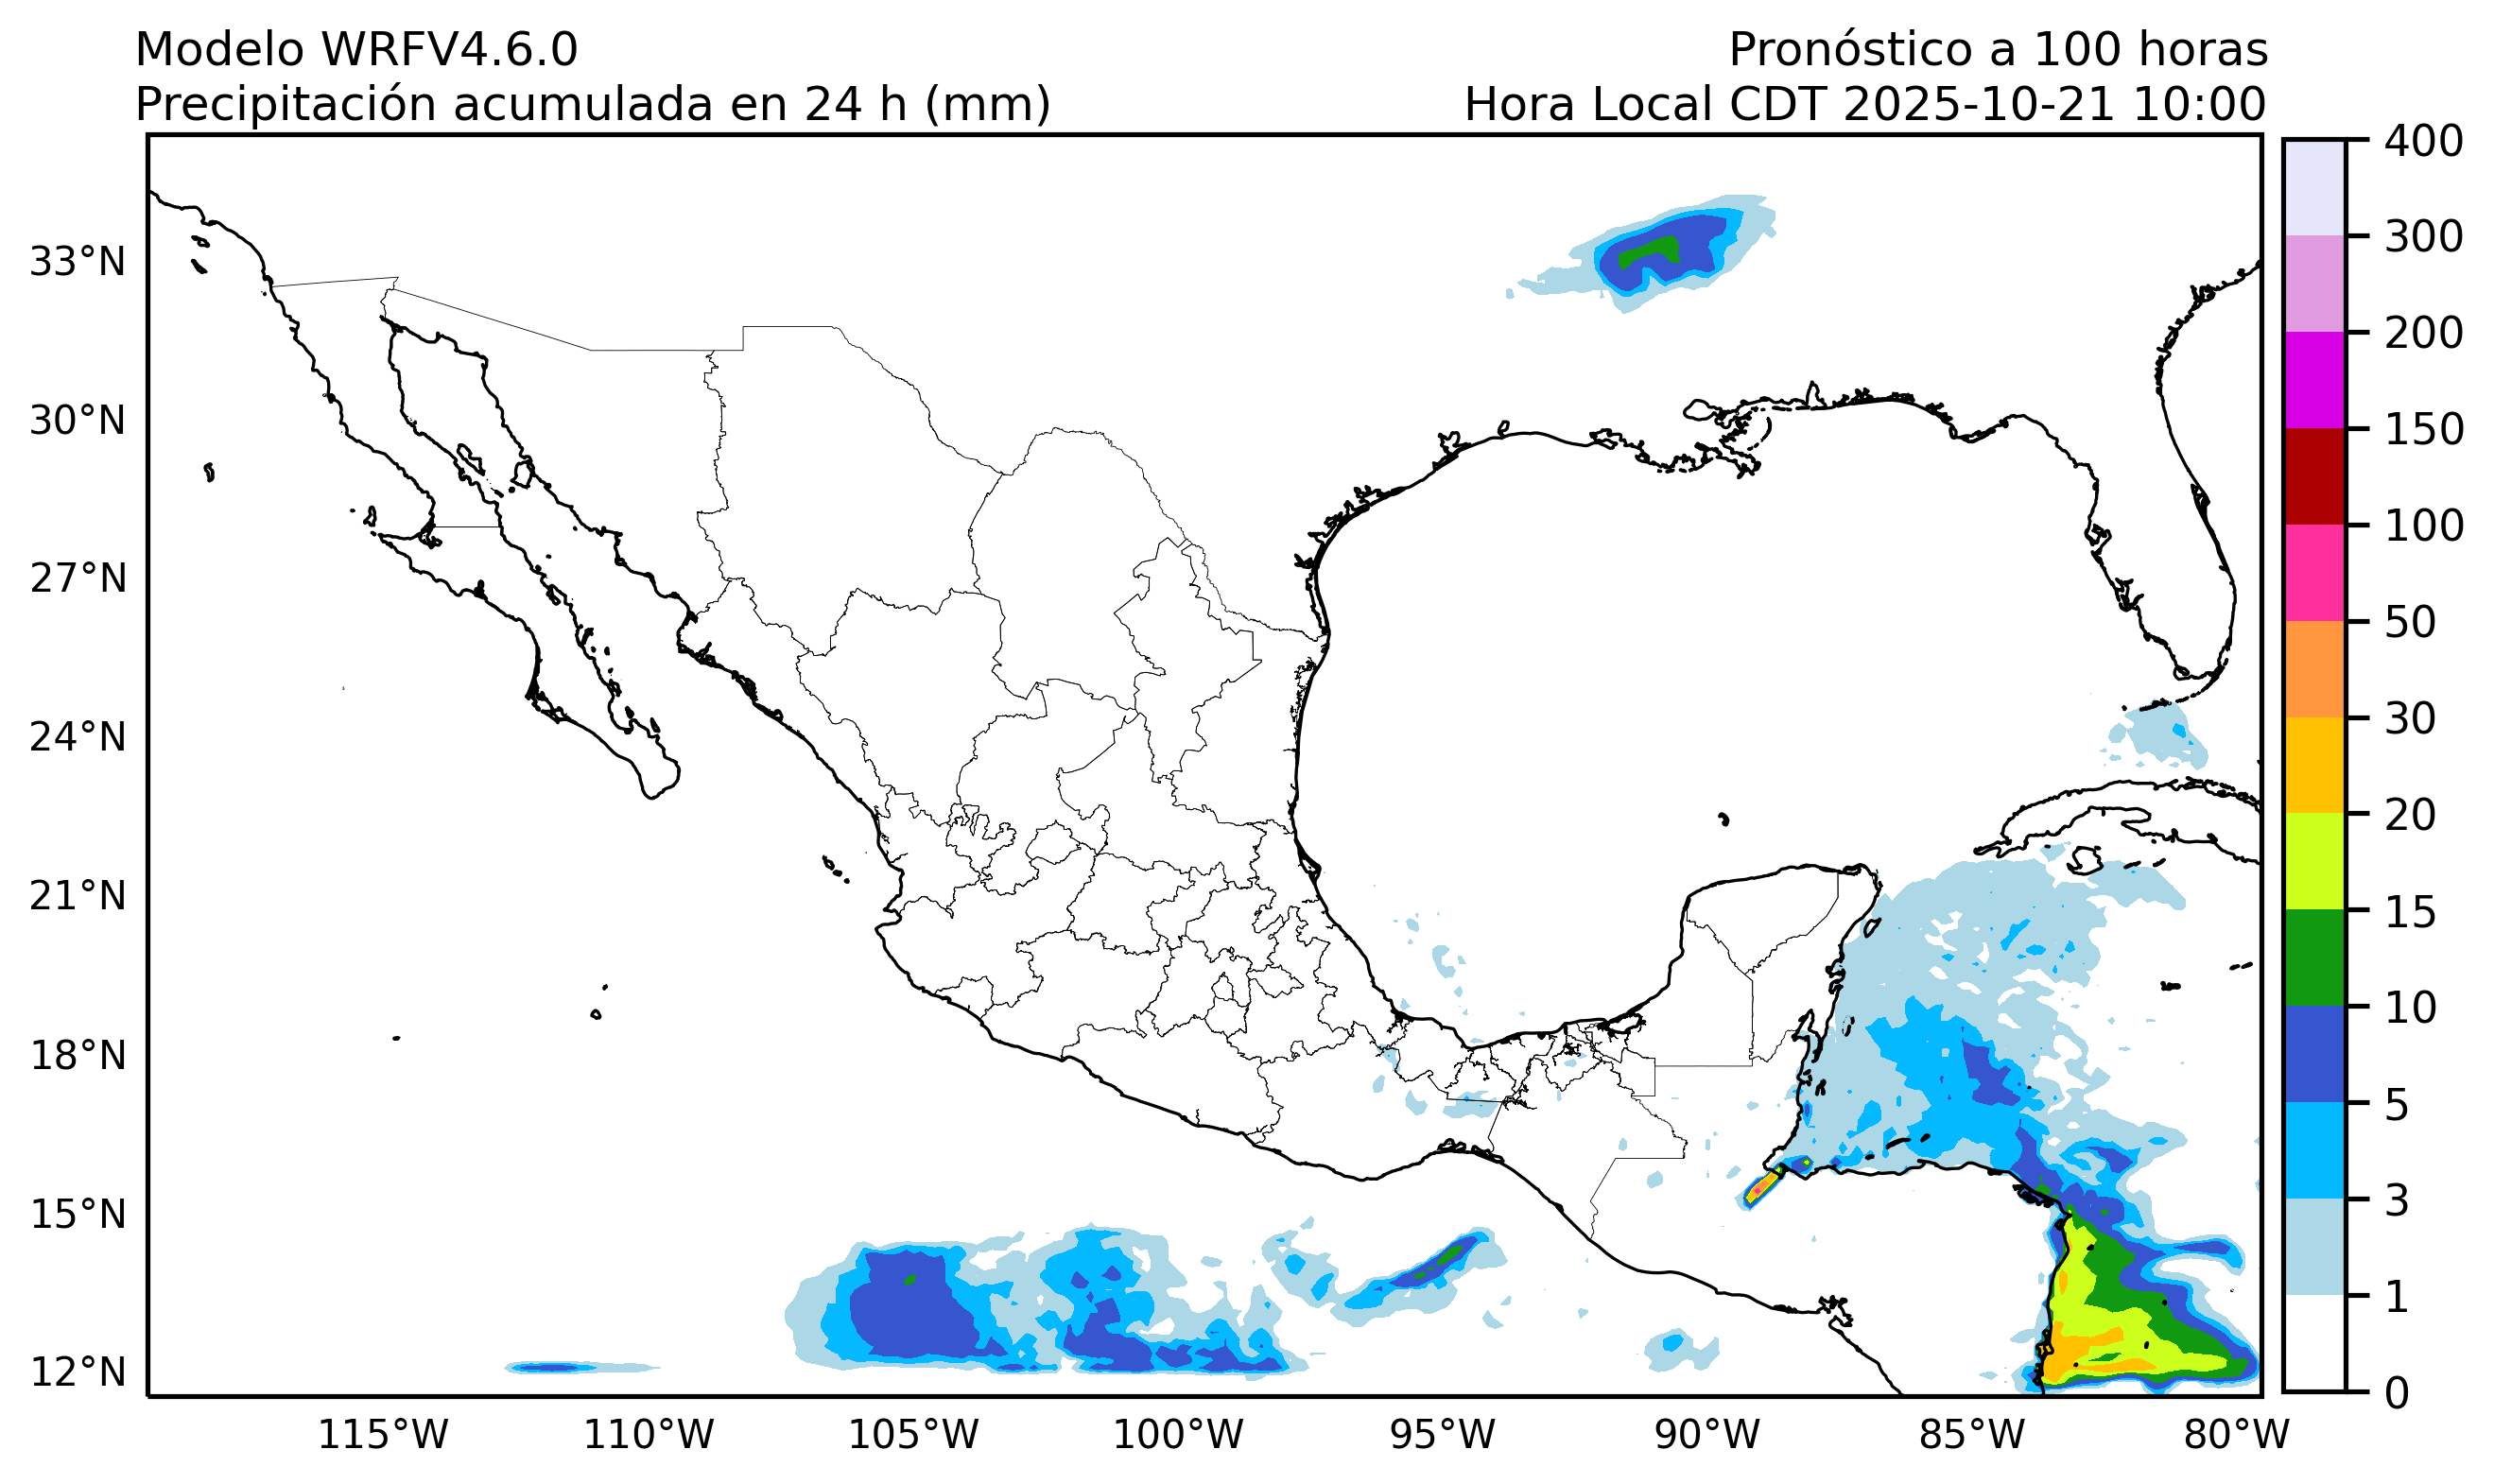 Modelo WRFV4.6.0
Pronóstico a 100 horas
Precipitación acumulada en 24 h (mm)
Hora Local CDT 2025-10-21 10:00
33°N
30°N
27°N
24°N
21°N
18°N
15°N
12°N
115°W
110°W
105°W
100°W
95°W
90°W
85°W
80°W
400
300
200
150
100
50
30
20
15
10
5
3
1
0